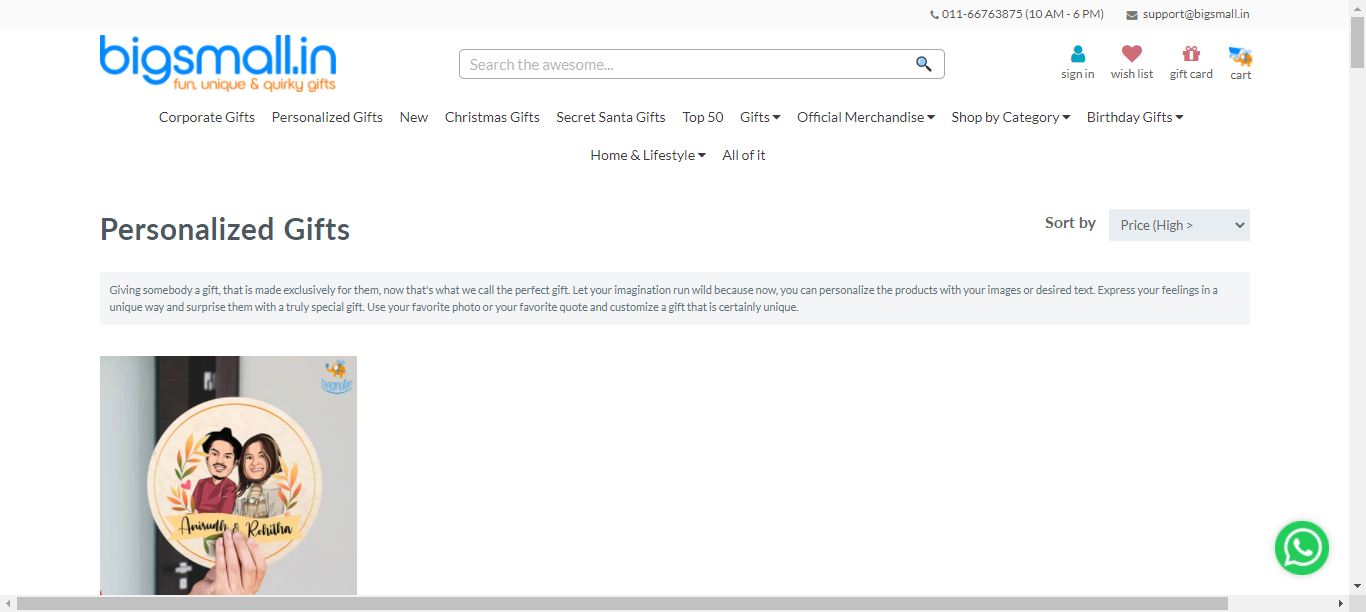 011-66763875 (10 AM - 6 PM) support@bigsmall.in
bigsmall.in
fun, unique & quirky gifts
Search the awesome...
sign in wish list gift card cart
Corporate Gifts Personalized Gifts New Christmas Gifts Secret Santa Gifts Top 50 Gifts Official Merchandise Shop by Category Birthday Gifts
Home & Lifestyle All of it
Personalized Gifts
Sort by Price (High >
Giving somebody a gift, that is made exclusively for them, now that's what we call the perfect gift. Let your imagination run wild because now, you can personalize the products with your images or desired text. Express your feelings in a
unique way and surprise them with a truly special gift. Use your favorite photo or your favorite quote and customize a gift that is certainly unique.
bigsmall.in
Anirudh & Rohitha